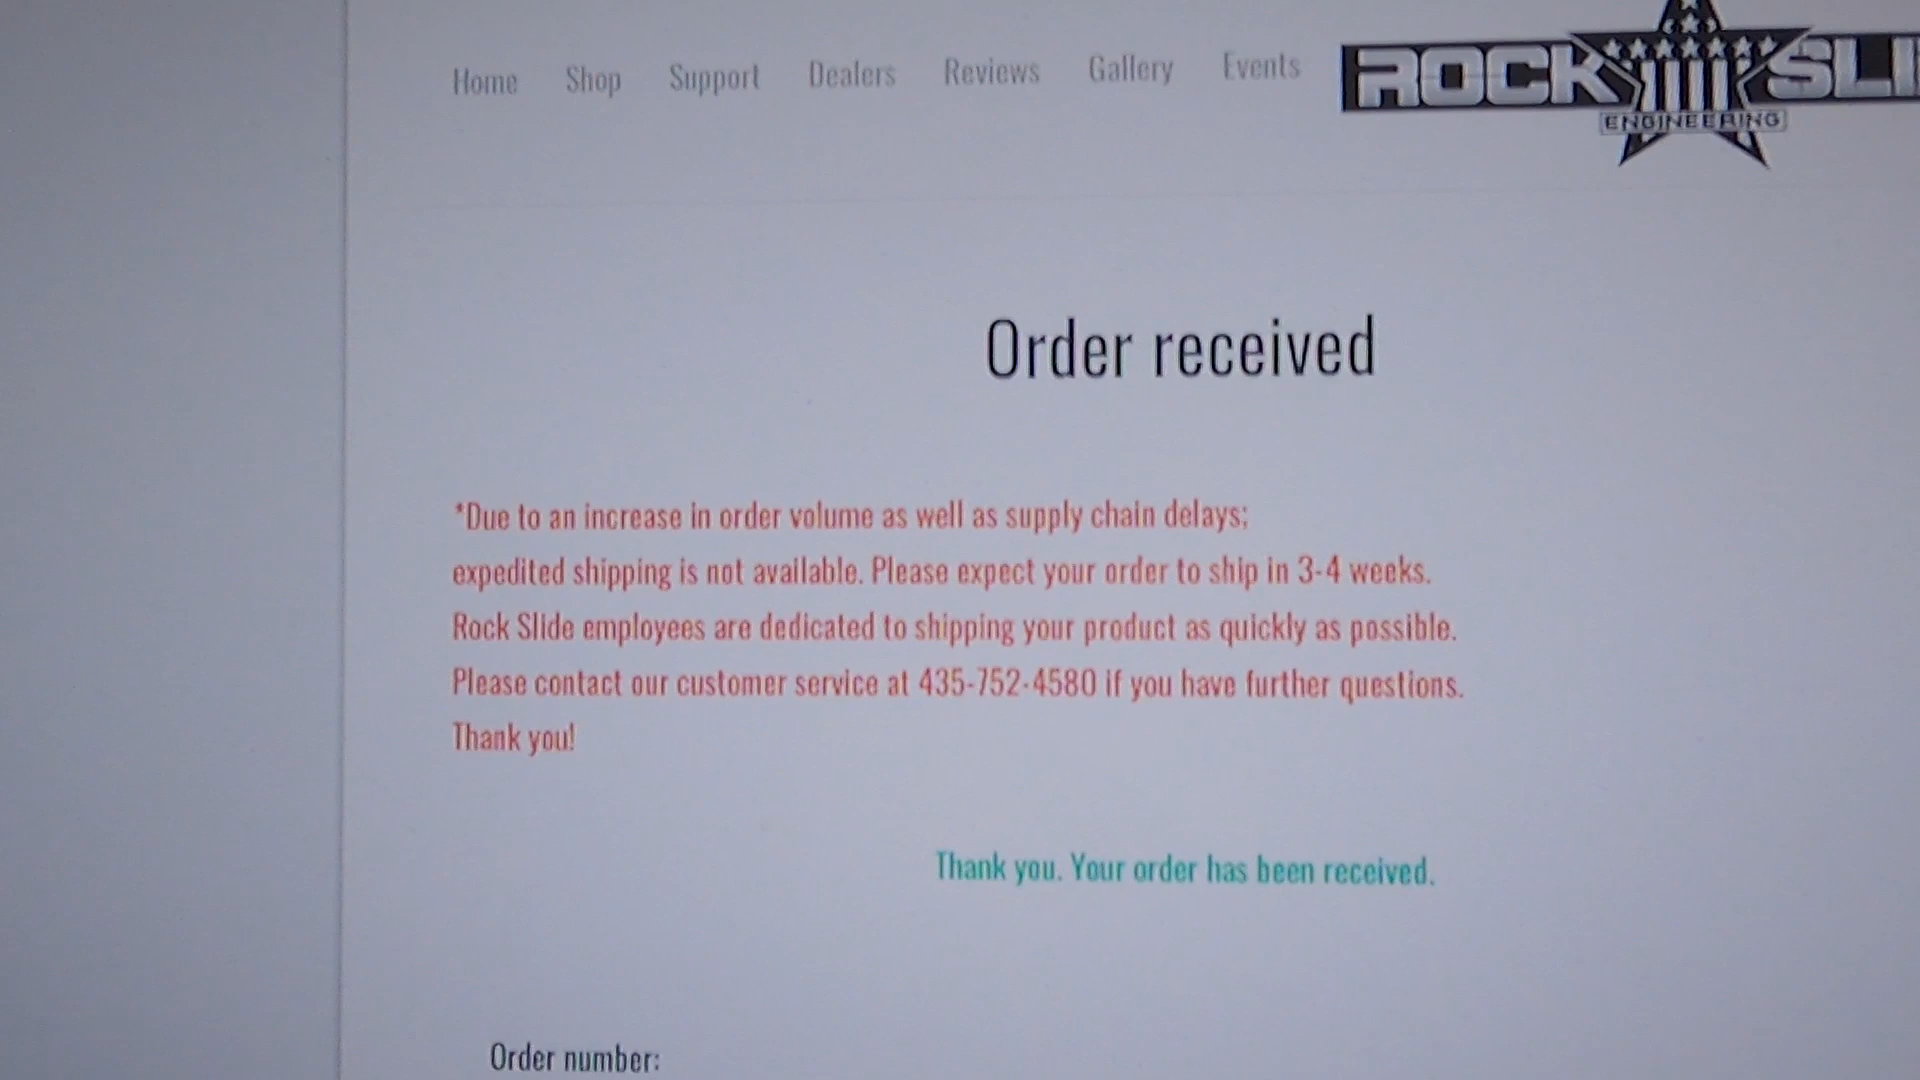 Home Shop Support Dealers Reviews Gallery Events
ROCK SLI
ENGINEERING
Order received
*Due to an increase in order volume as well as supply chain delays;
expedited shipping is not available. Please expect your order to ship in 3-4 weeks.
Rock Slide employees are dedicated to shipping your product as quickly as possible.
Please contact our customer service at 435-752-4580 if you have further questions.
Thank you!
Thank you. Your order has been received.
Order number: